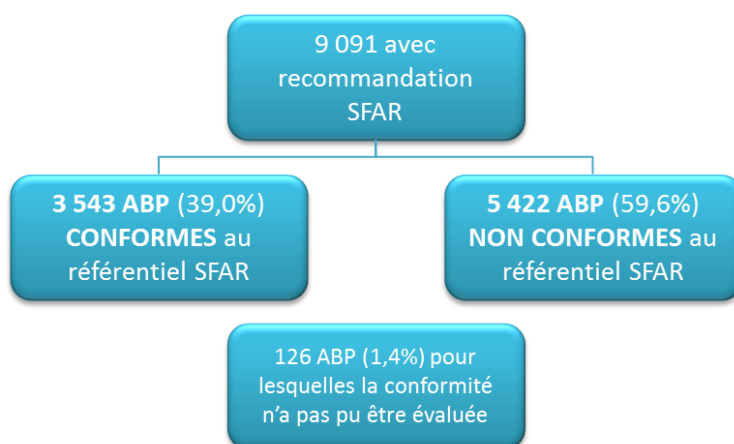 9 091 avec
recommandation
SFAR
3 543 ABP (39,0%)
CONFORMES au
référentiel SFAR
5 422 ABP (59,6%)
NON CONFORMES au
référentiel SFAR
126 ABP (1,4%) pour
lesquelles la conformité
n'a pas pu être évaluée